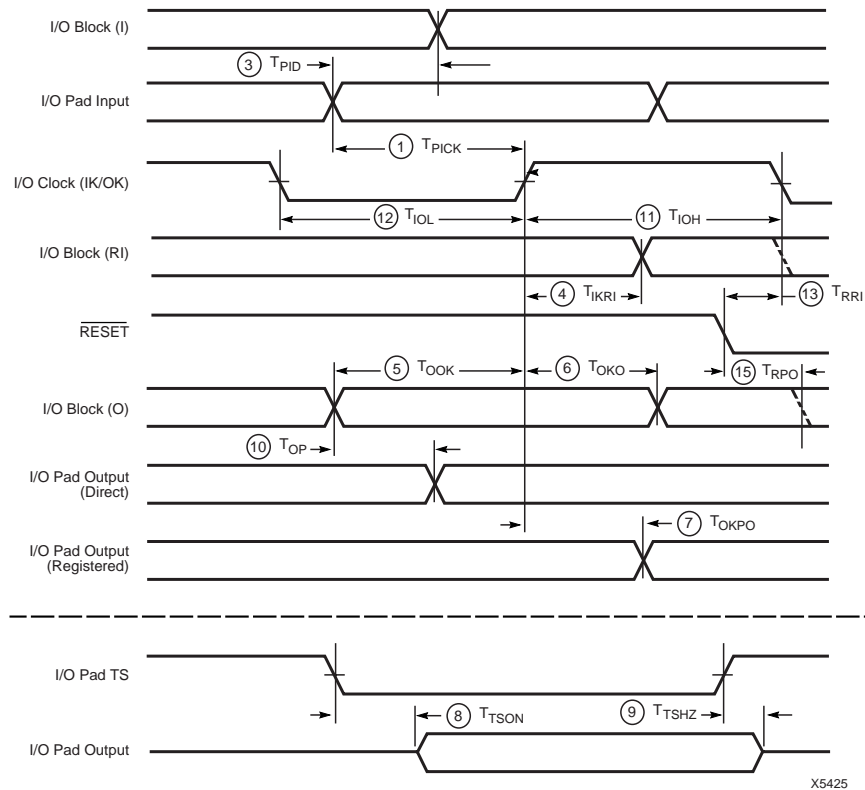 I/O Block (I)
3 TPID
I/O Pad Input
1 TPICK
I/O Clock (IK/OK)
12 TIOL
11 TIOH
I/O Block (RI)
4 TIKRI
13 TRRI
RESET
5 TOOK
6 TOKO
15 TRPO
I/O Block (O)
10 TOP
I/O Pad Output
(Direct)
7 TOKPO
I/O Pad Output
(Registered)
I/O Pad TS
8 TTSON
9 TTSHZ
I/O Pad Output
X5425